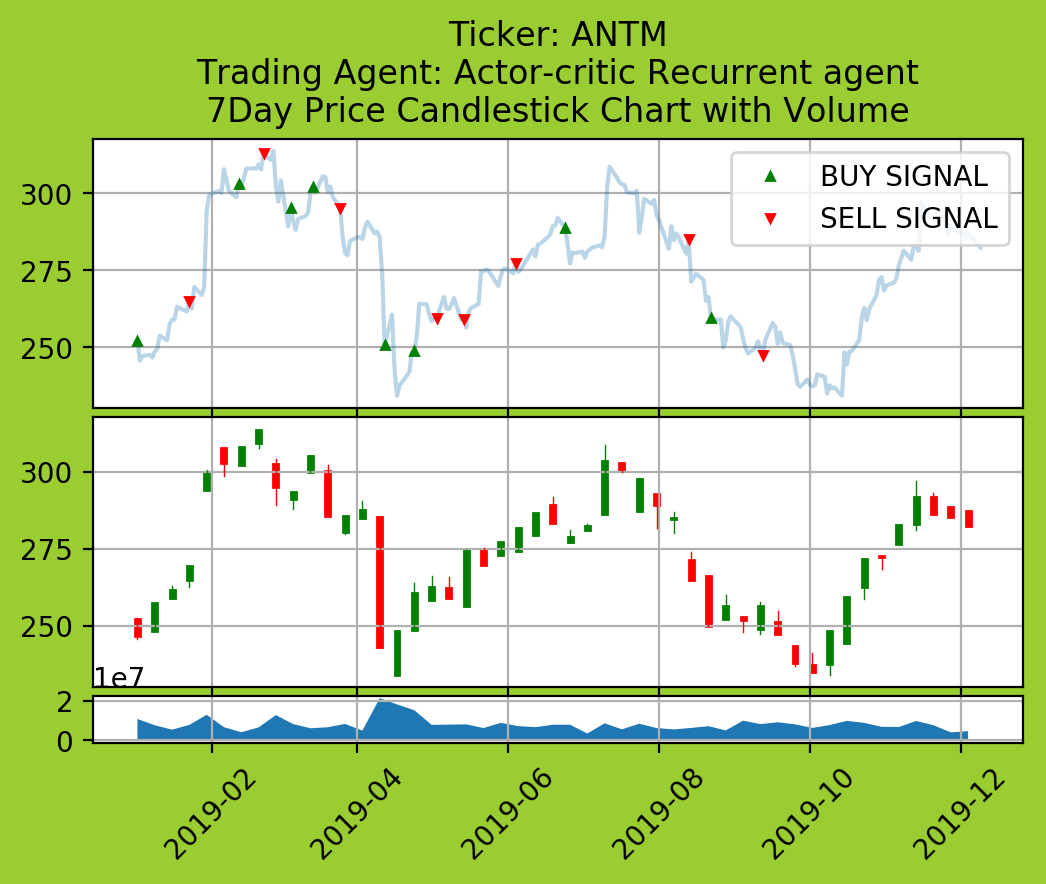 Ticker: ANTM
Trading Agent: Actor-critic Recurrent agent
7Day Price Candlestick Chart with Volume
BUY SIGNAL
SELL SIGNAL
300
275
250
300
275
250
1e7
2
0
2019-02
2019-04
2019-06
2019-08
2019-10
2019-12